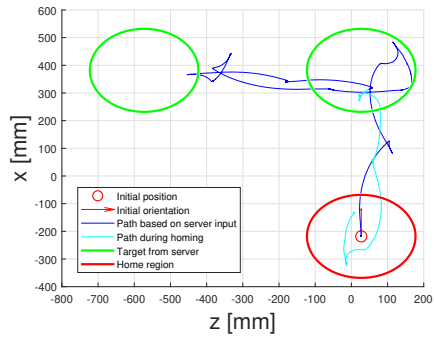 600
500
400
300
200
100
0
-100
-200
-300
-400
x [mm]
Initial position
Initial orientation
Path based on server input
Path during homing
Target from server
Home region
-800 -700 -600 -500 -400 -300 -200 -100 0 100 200
z [mm]